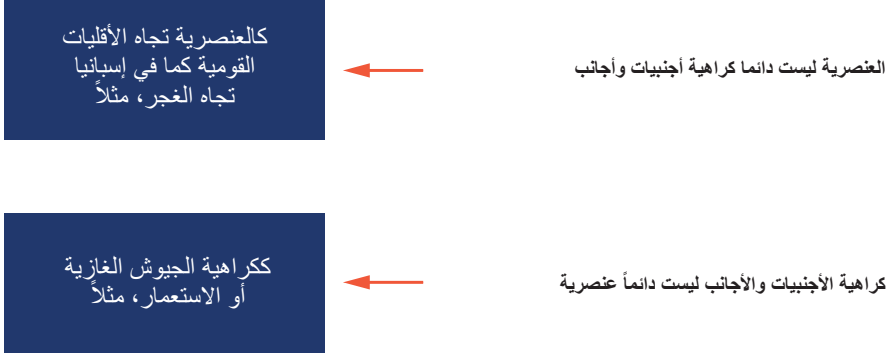 العنصرية ليست دائما كراهية أجنبيات وأجانب
كالعنصرية تجاه الأقليات
القومية كما في إسبانيا
تجاه الغجر، مثلاً
كراهية الأجنبيات والأجانب ليست دائماً عنصرية
ككراهية الجيوش الغازية
أو الاستعمار، مثلاً